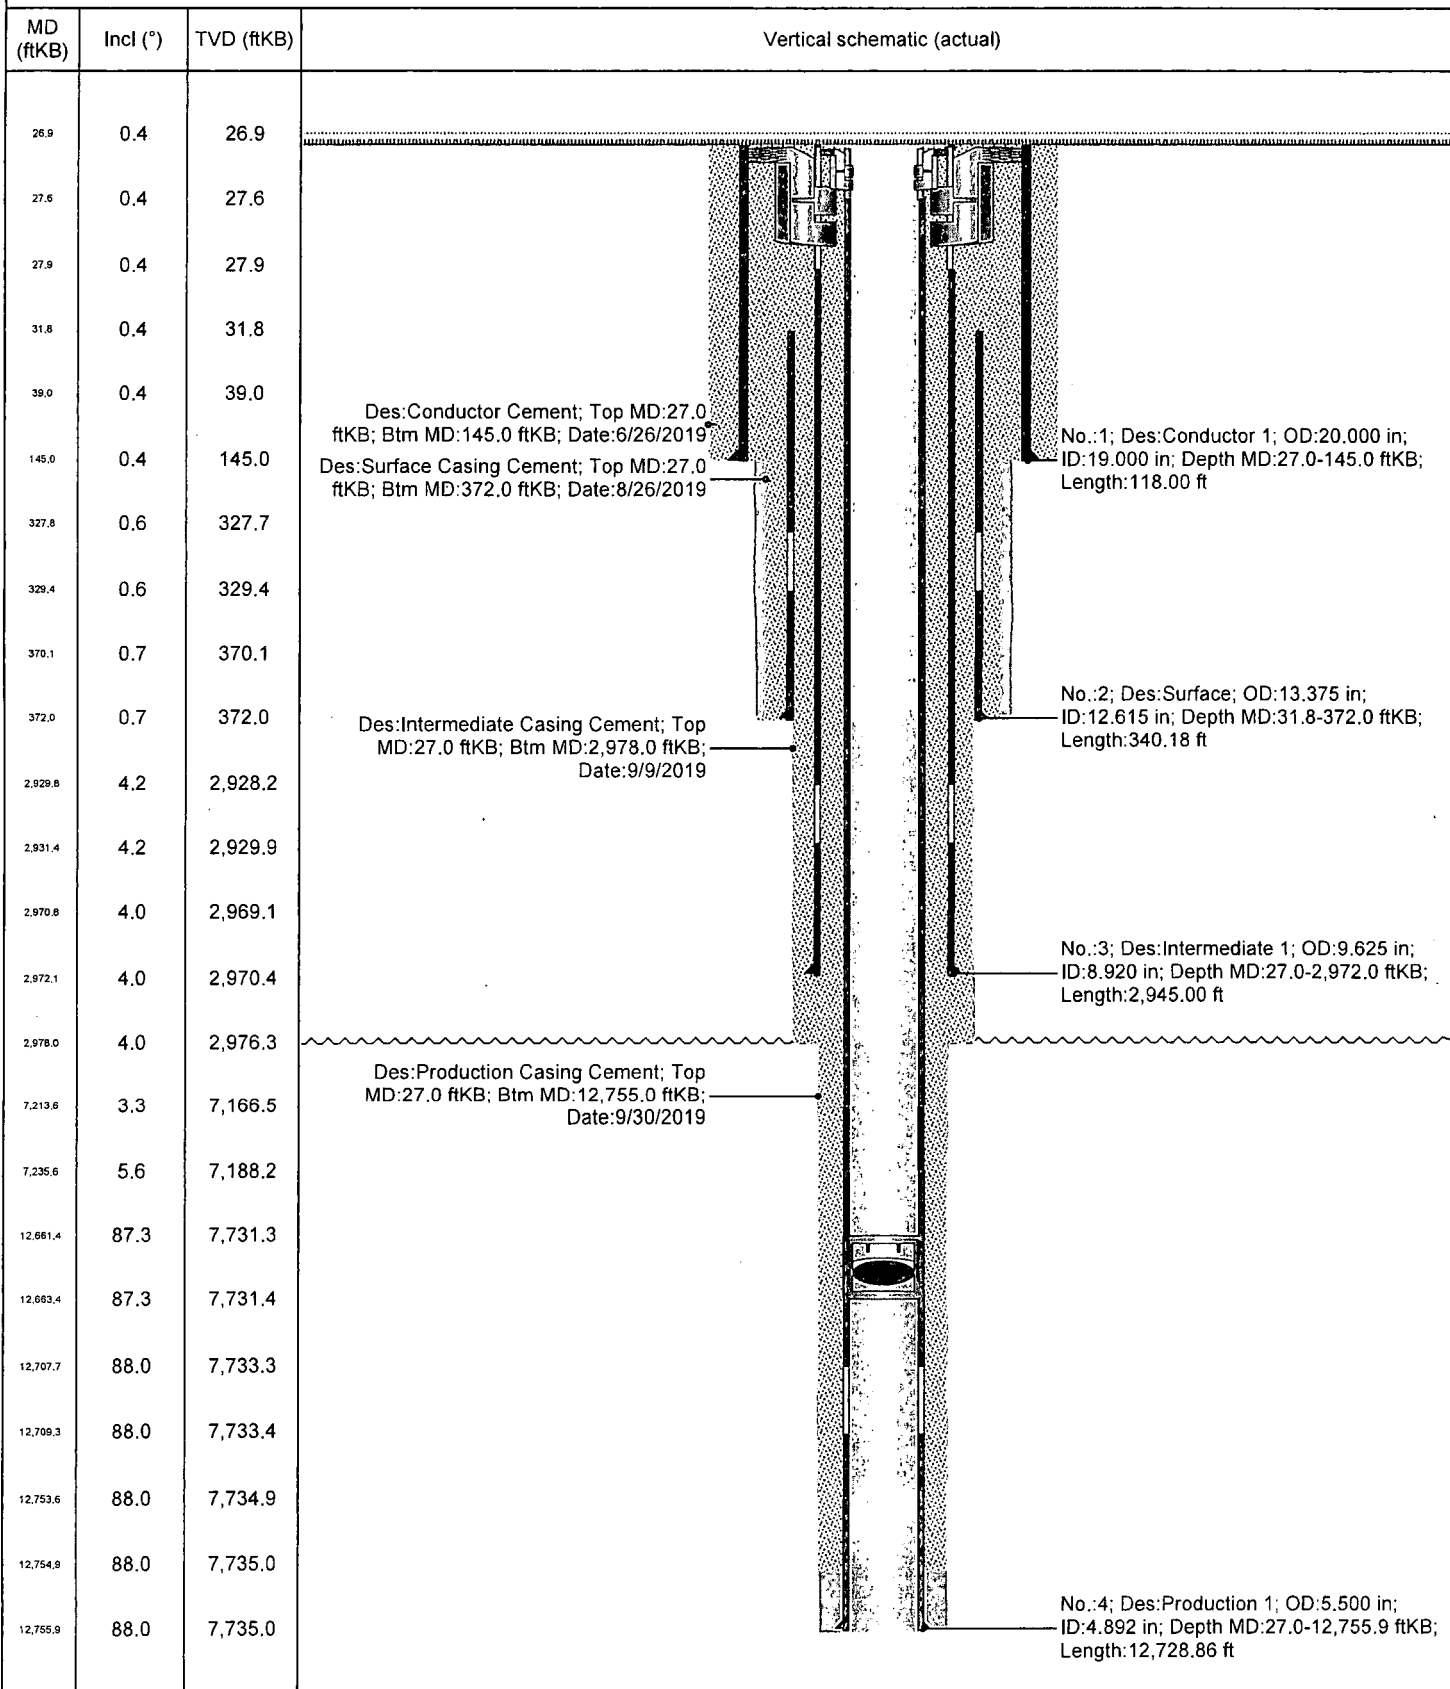 MD (ftKB) Incl (°) TVD (ftKB) Vertical schematic (actual)
26.9 0.4 26.9
27.6 0.4 27.6
27.9 0.4 27.9
31.8 0.4 31.8
39.0 0.4 39.0
145.0 0.4 145.0
327.8 0.6 327.7
329.4 0.6 329.4
370.1 0.7 370.1
372.0 0.7 372.0
2,929.8 4.2 2,928.2
2,931.4 4.2 2,929.9
2,970.8 4.0 2,969.1
2,972.1 4.0 2,970.4
2,978.0 4.0 2,976.3
7,213.6 3.3 7,166.5
7,235.6 5.6 7,188.2
12,661.4 87.3 7,731.3
12,663.4 87.3 7,731.4
12,707.7 88.0 7,733.3
12,709.3 88.0 7,733.4
12,753.6 88.0 7,734.9
12,754.9 88.0 7,735.0
12,755.9 88.0 7,735.0
Des:Conductor Cement; Top MD:27.0
ftKB; Btm MD:145.0 ftKB; Date:6/26/2019
Des:Surface Casing Cement; Top MD:27.0
ftKB; Btm MD:372.0 ftKB; Date:8/26/2019
Des:Intermediate Casing Cement; Top
MD:27.0 ftKB; Btm MD:2,978.0 ftKB;
Date:9/9/2019
Des:Production Casing Cement; Top
MD:27.0 ftKB; Btm MD:12,755.0 ftKB;
Date:9/30/2019
No.:1; Des:Conductor 1; OD:20.000 in;
ID:19.000 in; Depth MD:27.0-145.0 ftKB;
Length:118.00 ft
No.:2; Des:Surface; OD:13.375 in;
ID:12.615 in; Depth MD:31.8-372.0 ftKB;
Length:340.18 ft
No.:3; Des:Intermediate 1; OD:9.625 in;
ID:8.920 in; Depth MD:27.0-2,972.0 ftKB;
Length:2,945.00 ft
No.:4; Des:Production 1; OD:5.500 in;
ID:4.892 in; Depth MD:27.0-12,755.9 ftKB;
Length:12,728.86 ft